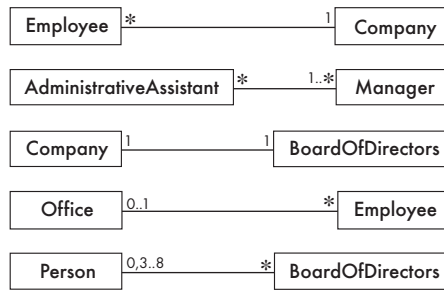 Employee * 1 Company
AdministrativeAssistant * 1..* Manager
Company 1 1 BoardOfDirectors
Office 0..1 * Employee
Person 0,3..8 * BoardOfDirectors